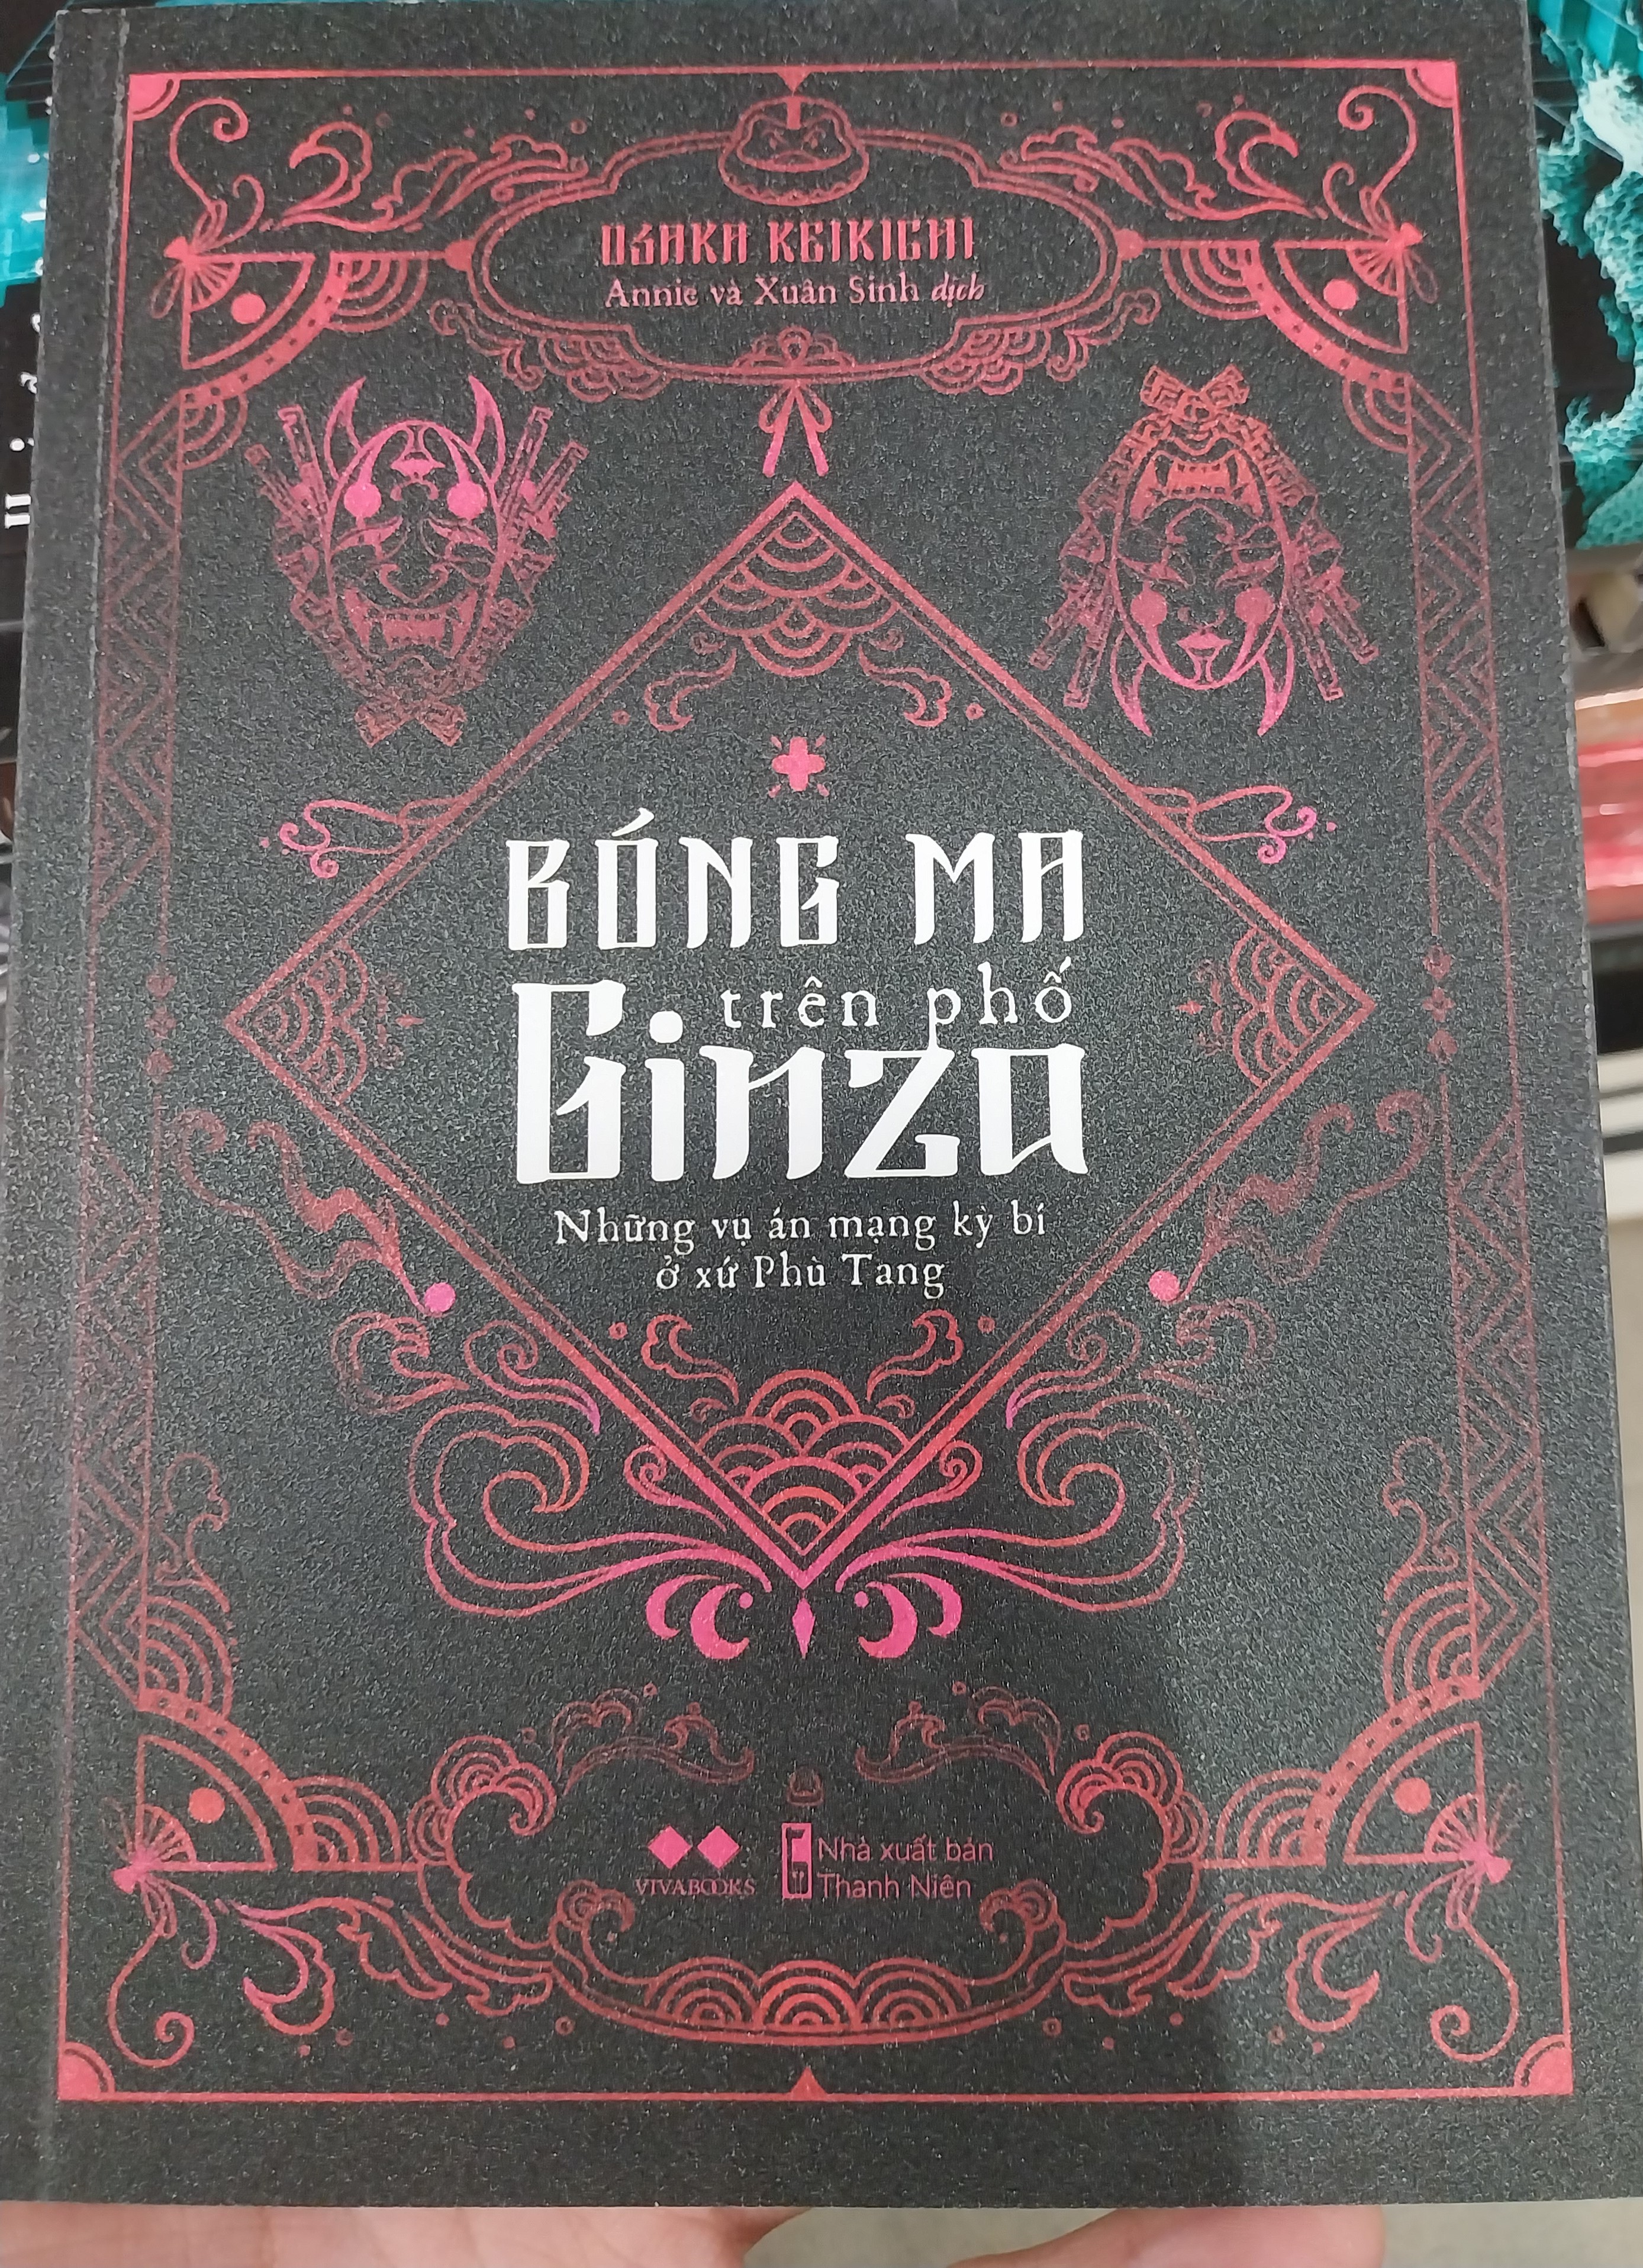 OSAKA KEIKICHI
Annie và Xuân Sinh dịch
BÓNG MA
trên phố
Ginza
Những vụ án mạng kỳ bí
ở xứ Phù Tang
VIVABOOKS
Nhà xuất bản
Thanh Niên